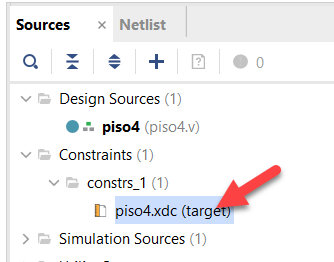 Sources Netlist
0
Design Sources (1)
piso4 (piso4.v)
Constraints (1)
constrs_1 (1)
piso4.xdc (target)
Simulation Sources (1)